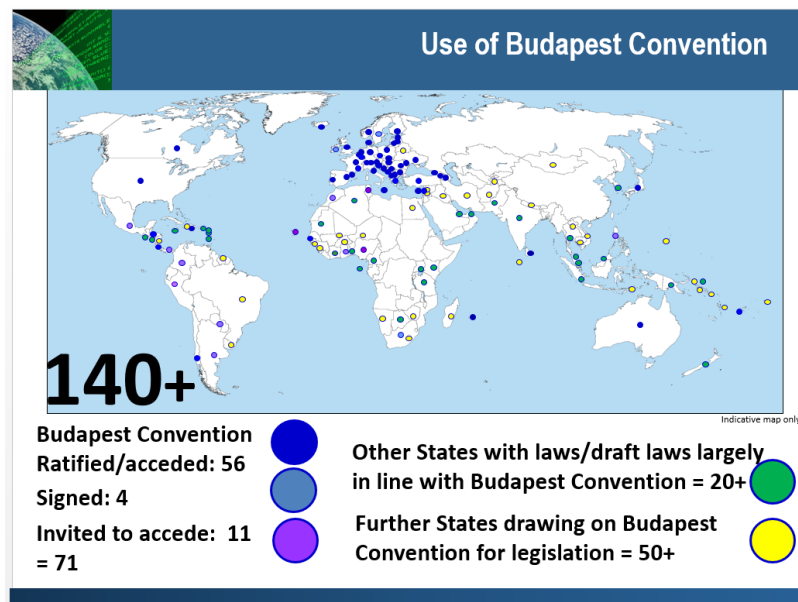 Use of Budapest Convention
140+
Indicative map only
Budapest Convention
Ratified/acceded: 56
Signed: 4
Invited to accede: 11
= 71
Other States with laws/draft laws largely
in line with Budapest Convention = 20+
Further States drawing on Budapest
Convention for legislation = 50+